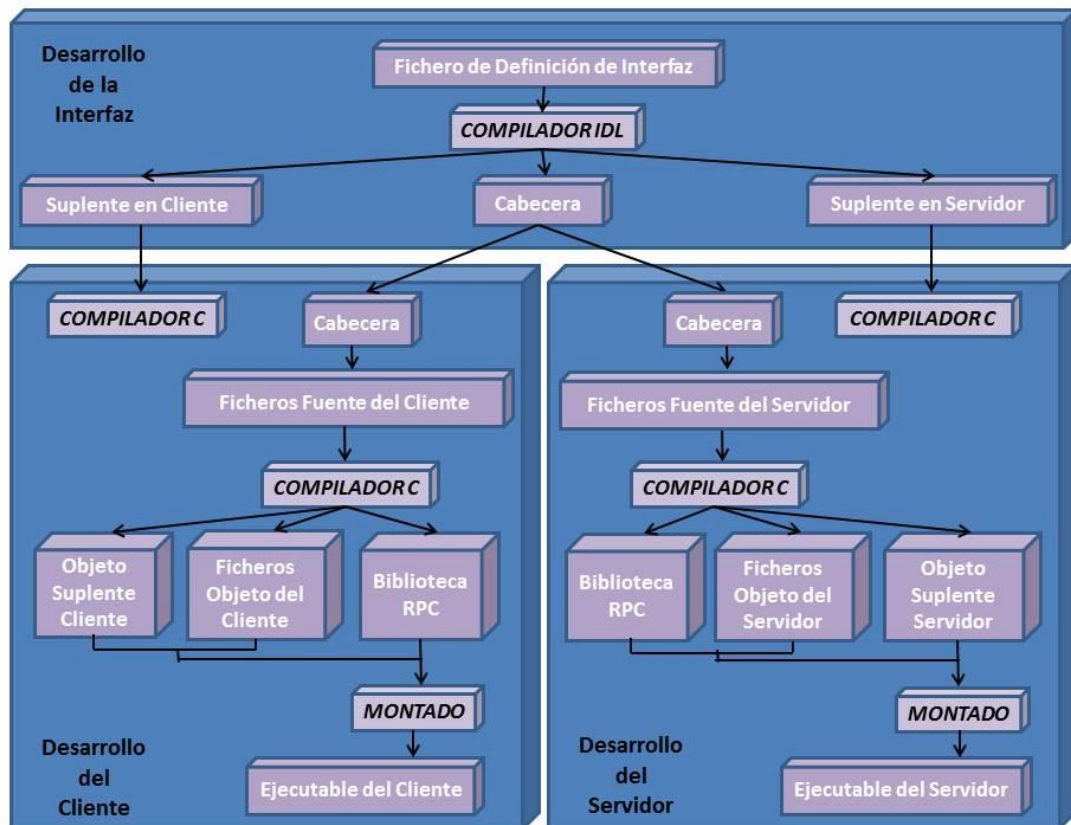 Desarrollo
de la
Interfaz
Fichero de Definición de Interfaz
COMPILADOR IDL
Suplente en Cliente
Cabecera
Suplente en Servidor
COMPILADOR C
Cabecera
Ficheros Fuente del Cliente
COMPILADOR C
Objeto
Suplente
Cliente
Ficheros
Objeto del
Cliente
Biblioteca
RPC
MONTADO
Ejecutable del Cliente
Desarrollo
del
Cliente
Cabecera
COMPILADOR C
Ficheros Fuente del Servidor
COMPILADOR C
Biblioteca
RPC
Ficheros
Objeto del
Servidor
Objeto
Suplente
Servidor
MONTADO
Ejecutable del Servidor
Desarrollo
del
Servidor